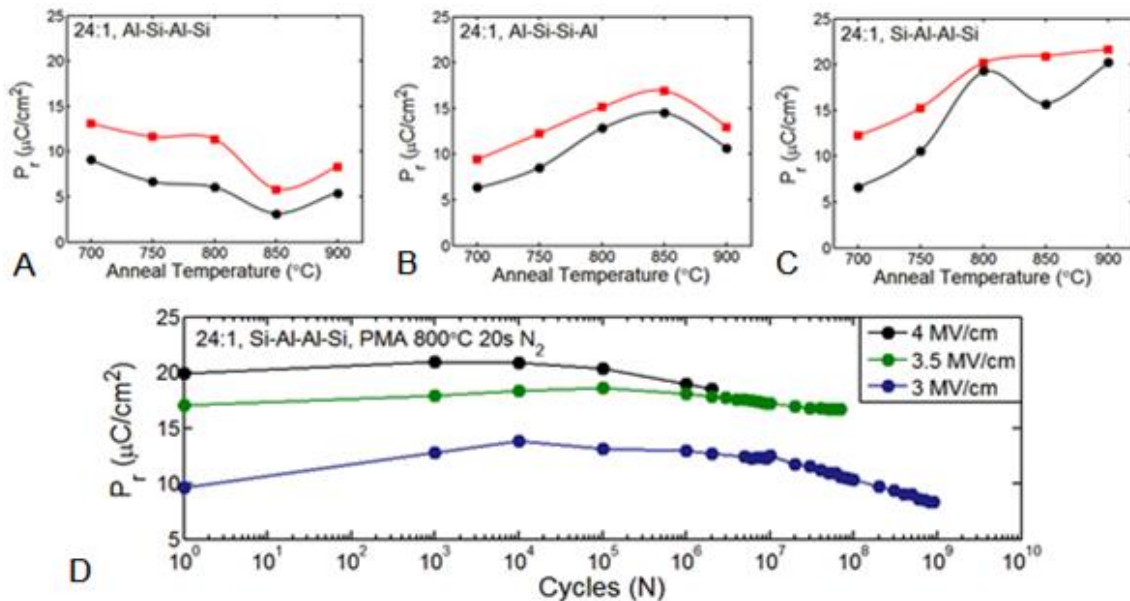 24:1, Al-Si-Al-Si
25
20
15
10
5
0
Pr (μC/cm²)
700 750 800 850 900
Anneal Temperature (°C)
A
24:1, Al-Si-Si-Al
25
20
15
10
5
0
Pr (μC/cm²)
700 750 800 850 900
Anneal Temperature (°C)
B
24:1, Si-Al-Al-Si
25
20
15
10
5
0
Pr (μC/cm²)
700 750 800 850 900
Anneal Temperature (°C)
C
24:1, Si-Al-Al-Si, PMA 800°C 20s N₂
4 MV/cm
3.5 MV/cm
3 MV/cm
25
20
15
10
5
Pr (μC/cm²)
10⁰ 10¹ 10² 10³ 10⁴ 10⁵ 10⁶ 10⁷ 10⁸ 10⁹ 10¹⁰
Cycles (N)
D